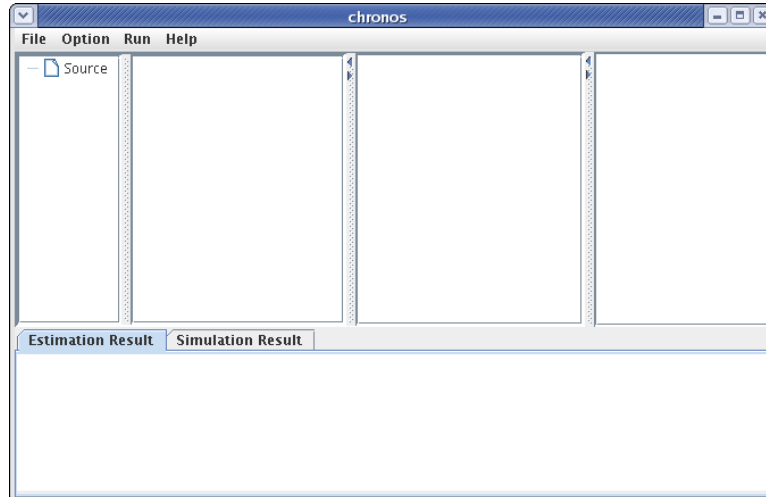 chronos
File Option Run Help
Source
Estimation Result Simulation Result